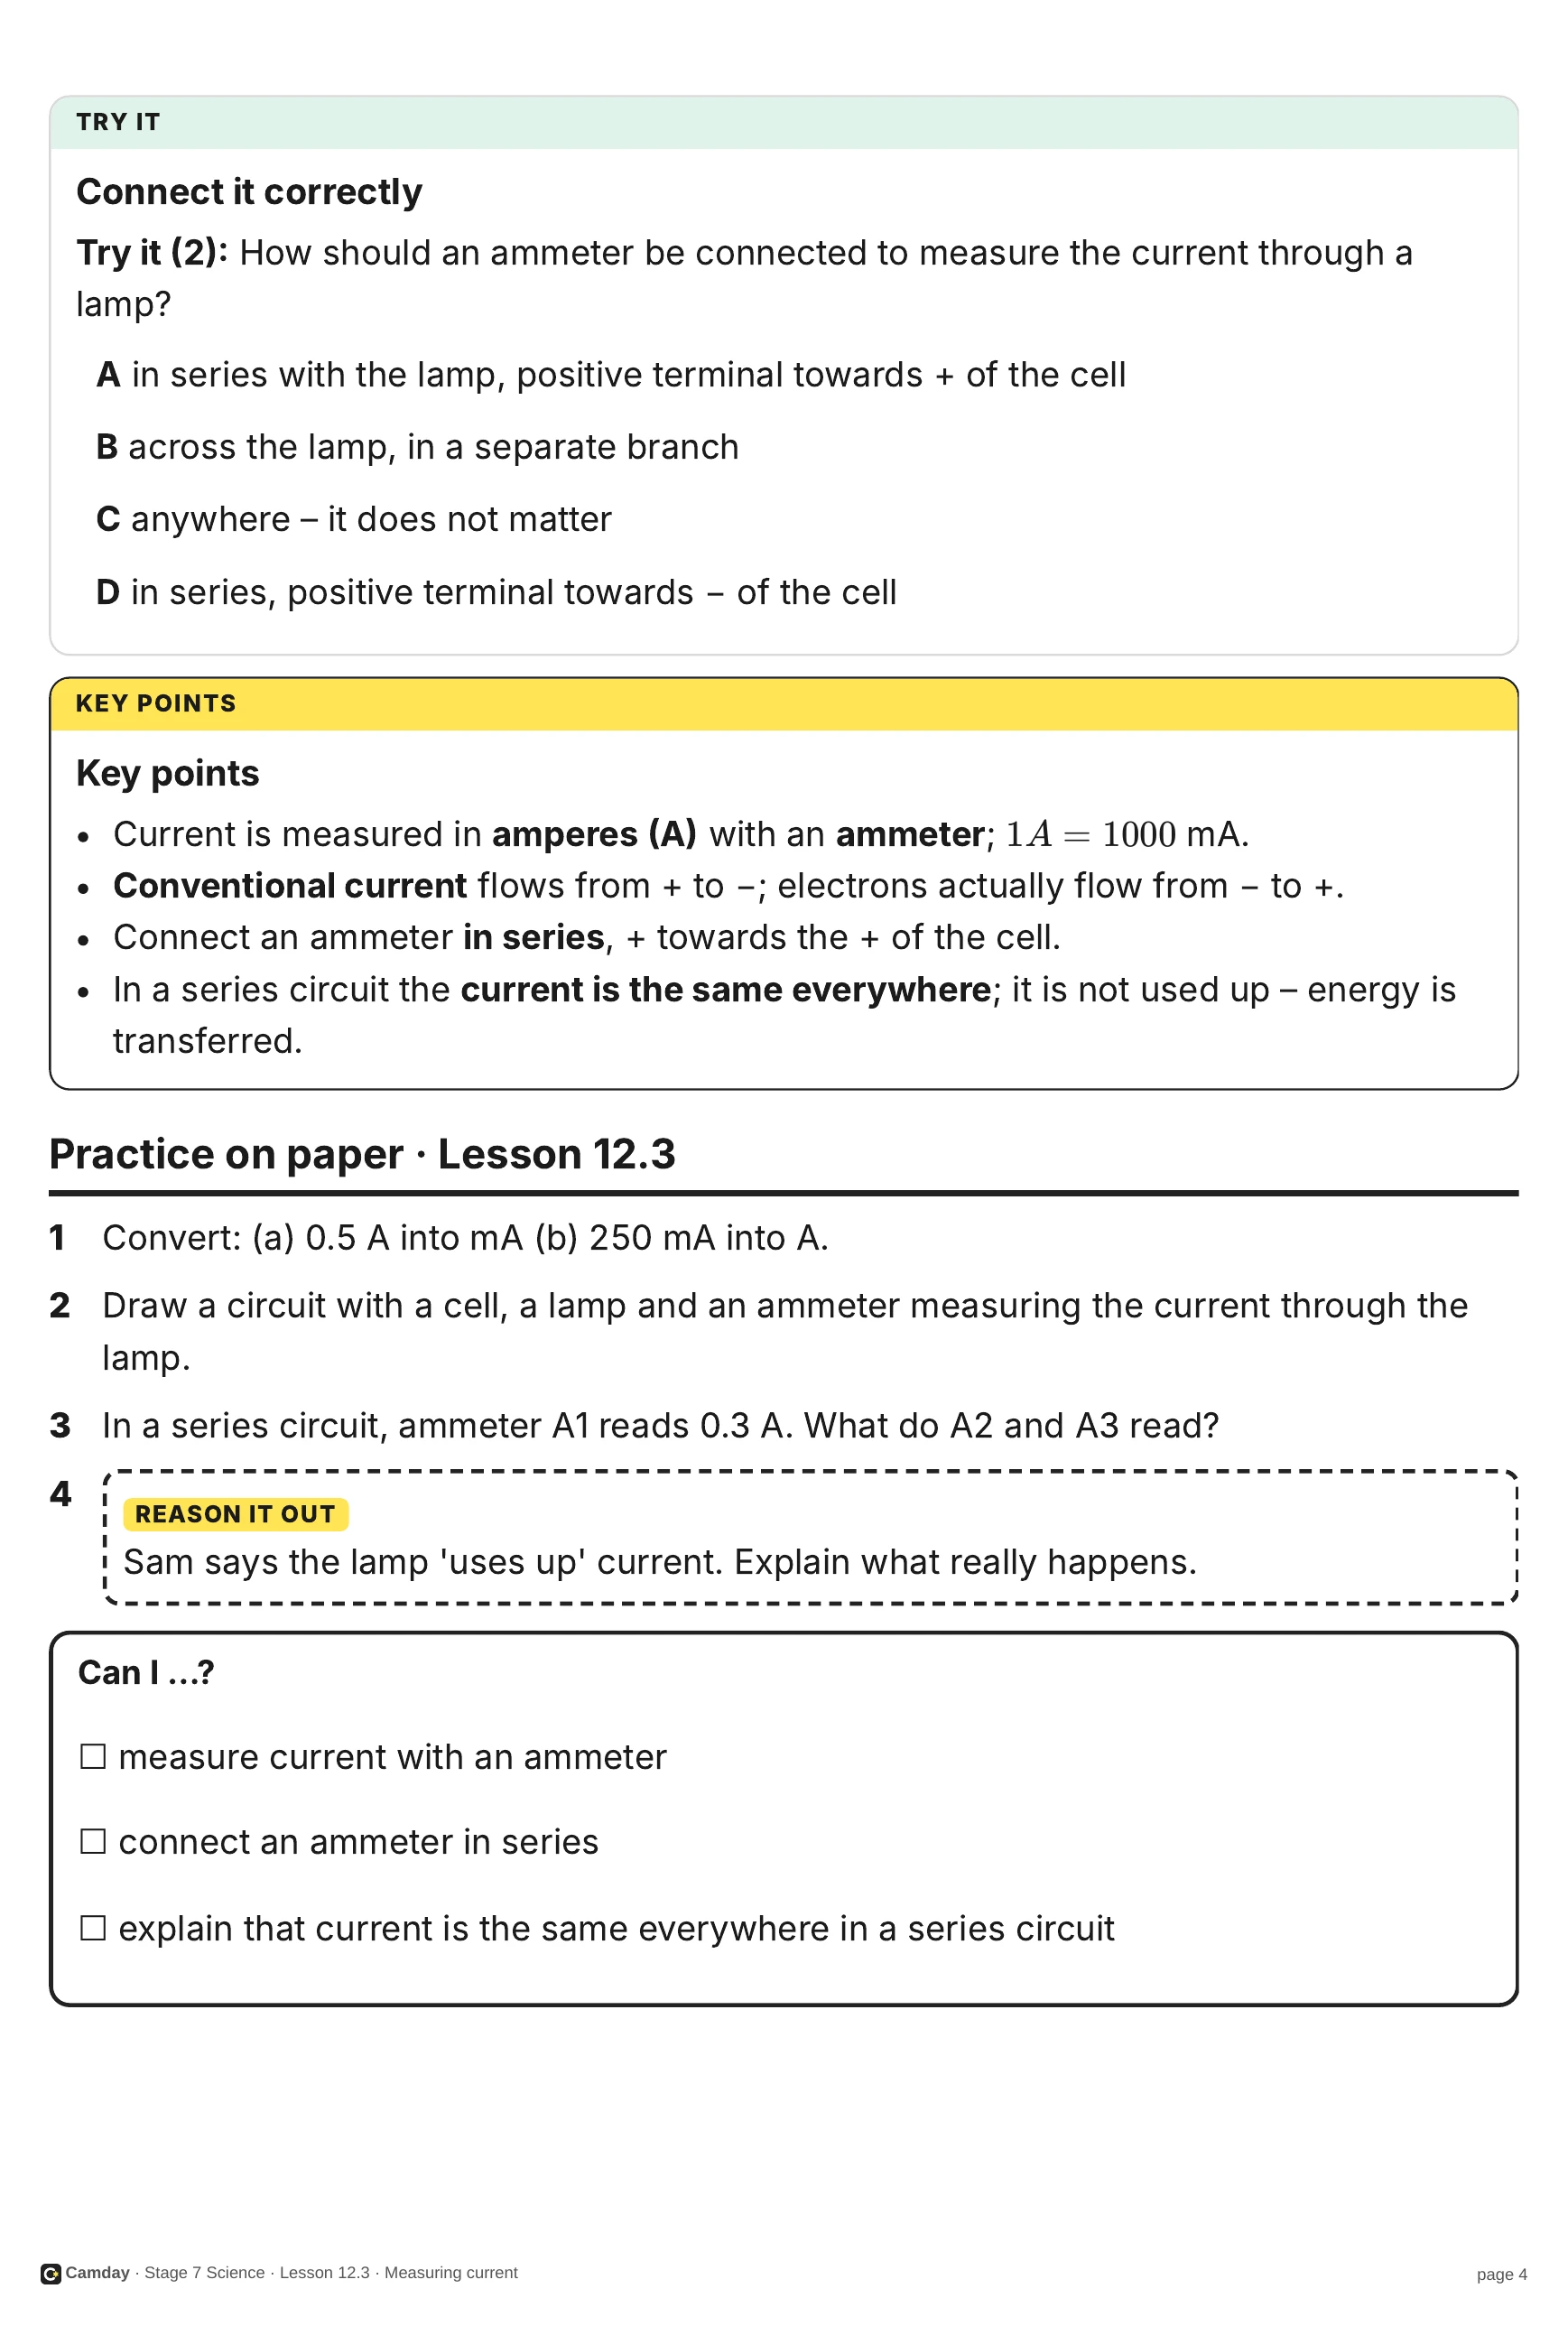 TRY IT
Connect it correctly
Try it (2): How should an ammeter be connected to measure the current through a
lamp?
A in series with the lamp, positive terminal towards + of the cell
B across the lamp, in a separate branch
C anywhere – it does not matter
D in series, positive terminal towards − of the cell
KEY POINTS
Key points
• Current is measured in amperes (A) with an ammeter; 1A = 1000 mA.
• Conventional current flows from + to −; electrons actually flow from − to +.
• Connect an ammeter in series, + towards the + of the cell.
• In a series circuit the current is the same everywhere; it is not used up – energy is
transferred.
Practice on paper · Lesson 12.3
1 Convert: (a) 0.5 A into mA (b) 250 mA into A.
2 Draw a circuit with a cell, a lamp and an ammeter measuring the current through the
lamp.
3 In a series circuit, ammeter A1 reads 0.3 A. What do A2 and A3 read?
4 REASON IT OUT
Sam says the lamp 'uses up' current. Explain what really happens.
Can I …?
☐ measure current with an ammeter
☐ connect an ammeter in series
☐ explain that current is the same everywhere in a series circuit
Camday · Stage 7 Science · Lesson 12.3 · Measuring current page 4